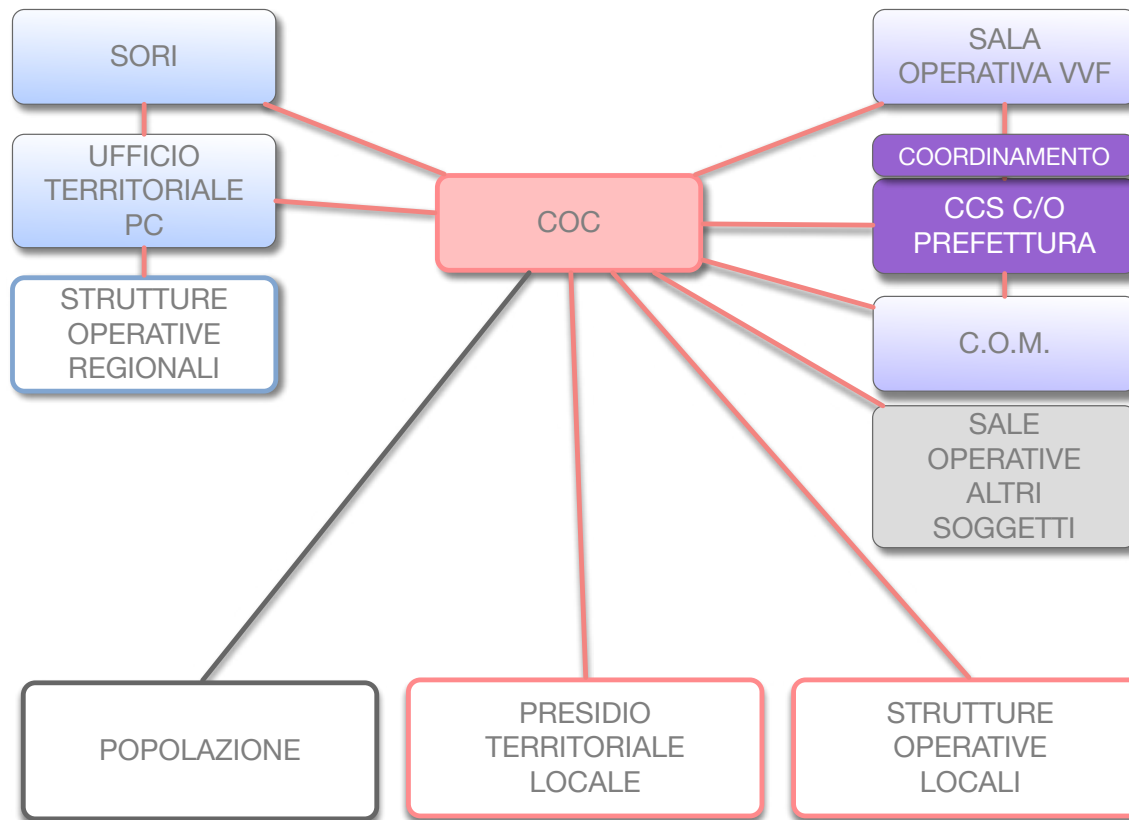 SORI
UFFICIO
TERRITORIALE
PC
STRUTTURE
OPERATIVE
REGIONALI
COC
SALA
OPERATIVA VVF
COORDINAMENTO
CCS C/O
PREFETTURA
C.O.M.
SALE
OPERATIVE
ALTRI
SOGGETTI
POPOLAZIONE
PRESIDIO
TERRITORIALE
LOCALE
STRUTTURE
OPERATIVE
LOCALI